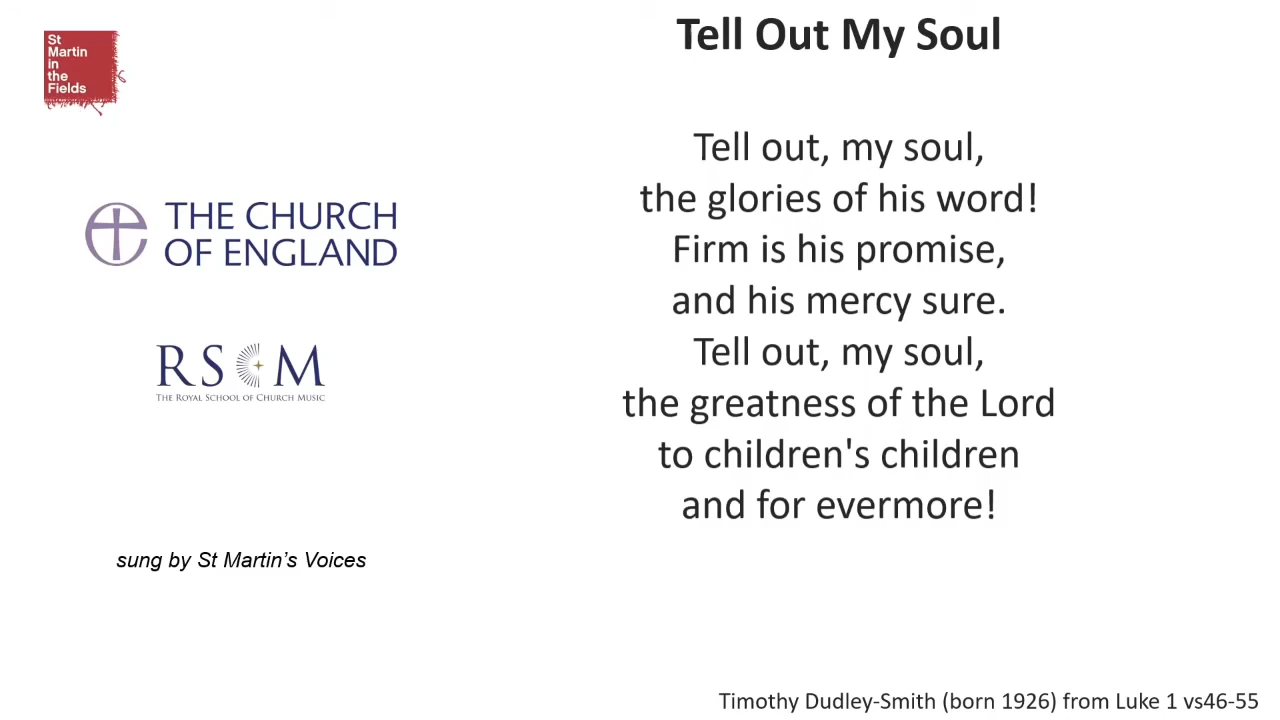 St
Martin
in
the
Fields
THE CHURCH
OF ENGLAND
RSCM
THE ROYAL SCHOOL OF CHURCH MUSIC
sung by St Martin’s Voices
Tell Out My Soul
Tell out, my soul,
the glories of his word!
Firm is his promise,
and his mercy sure.
Tell out, my soul,
the greatness of the Lord
to children's children
and for evermore!
Timothy Dudley-Smith (born 1926) from Luke 1 vs46-55